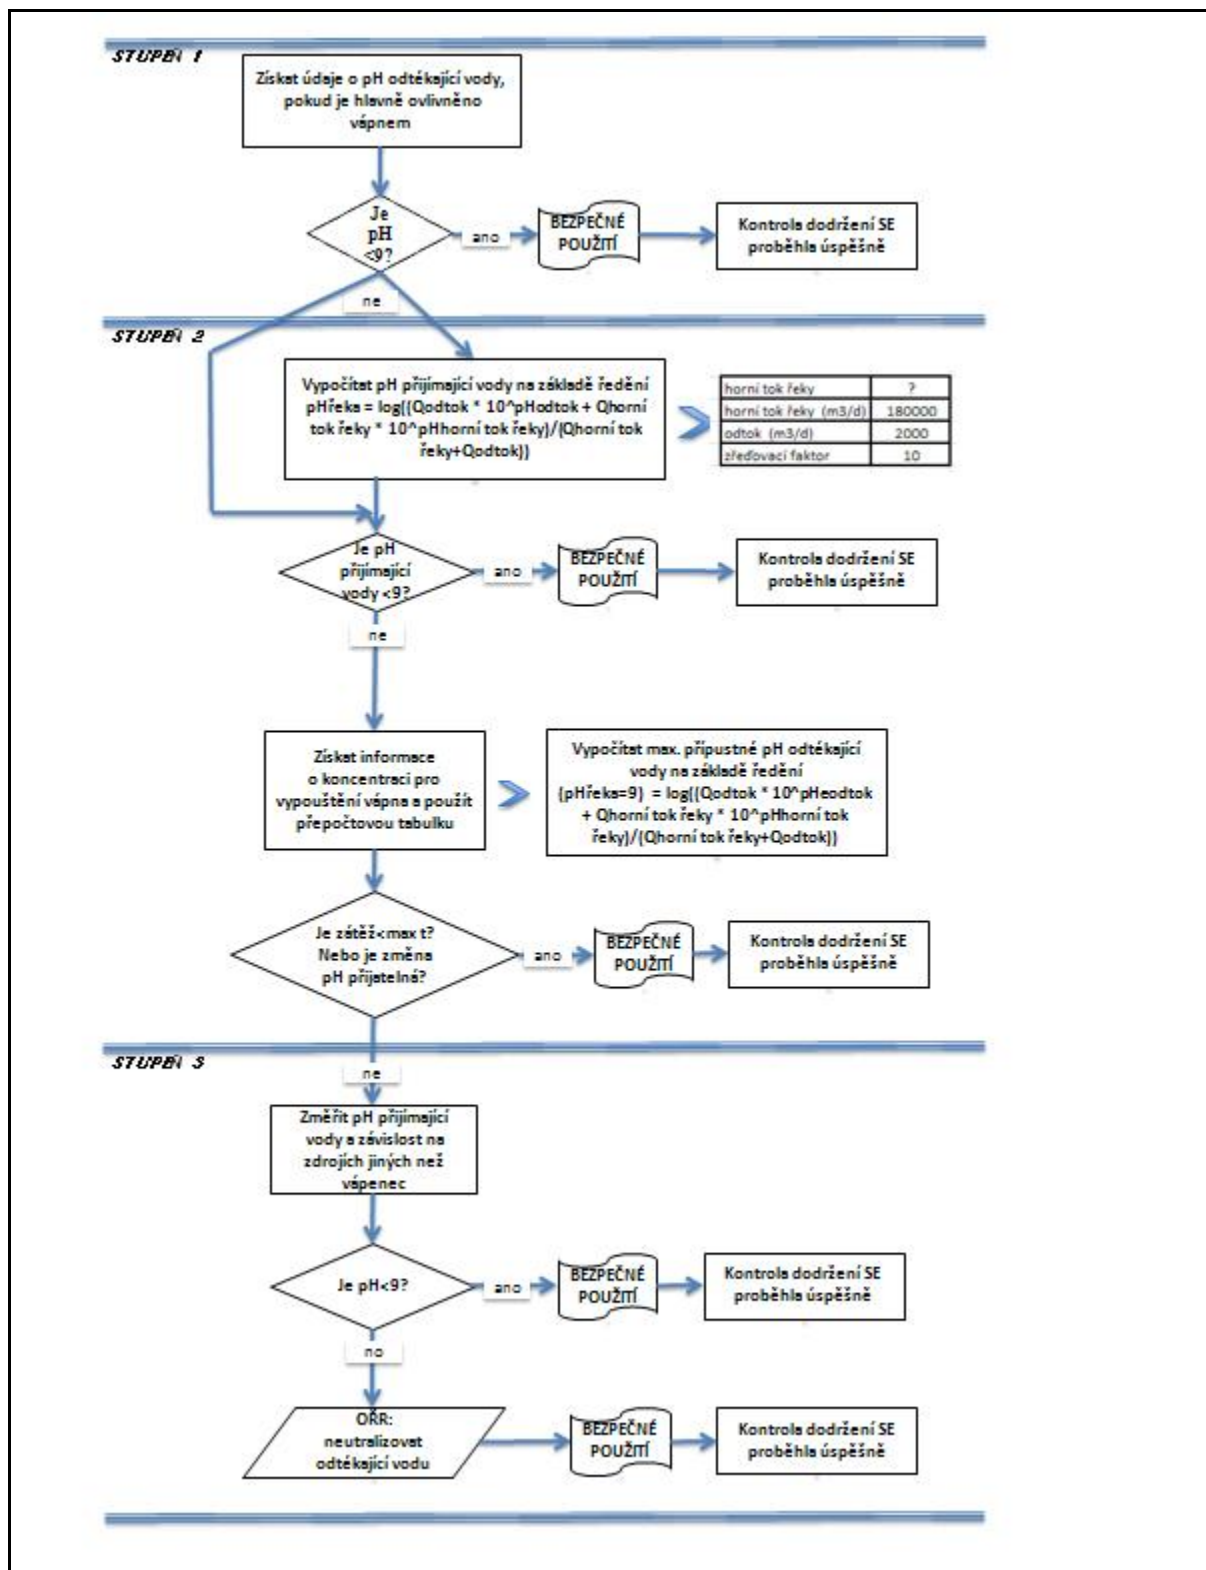 STUPEŇ 1
Získat údaje o pH odtékající vody,
pokud je hlavně ovlivněno
vápnem
Je
pH
<9?
ano
BEZPEČNÉ
POUŽITÍ
Kontrola dodržení SE
proběhla úspěšně
ne
STUPEŇ 2
Vypočítat pH přijímající vody na základě ředění
pHřeka = log((Qodtok * 10^pHodtok + Qhorní
tok řeky * 10^pHhorní tok řeky)/(Qhorní tok
řeky+Qodtok))
horní tok řeky ?
horní tok řeky (m3/d) 180000
odtok (m3/d) 2000
zřeďovací faktor 10
Je pH
přijímající
vody <9?
ano
BEZPEČNÉ
POUŽITÍ
Kontrola dodržení SE
proběhla úspěšně
ne
Získat informace
o koncentraci pro
vypouštění vápna a použít
přepočtovou tabulku
Vypočítat max. přípustné pH odtékající
vody na základě ředění
(pHřeka=9) = log((Qodtok * 10^pHeodtok
+ Qhorní tok řeky * 10^pHhorní tok
řeky)/(Qhorní tok řeky+Qodtok))
Je zátěž<max t?
Nebo je změna
pH přijatelná?
ano
BEZPEČNÉ
POUŽITÍ
Kontrola dodržení SE
proběhla úspěšně
STUPEŇ 3
ne
Změřit pH přijímající
vody a závislost na
zdrojích jiných než
vápenec
Je pH<9?
ano
BEZPEČNÉ
POUŽITÍ
Kontrola dodržení SE
proběhla úspěšně
no
OŘR:
neutralizovat
odtékající vodu
BEZPEČNÉ
POUŽITÍ
Kontrola dodržení SE
proběhla úspěšně